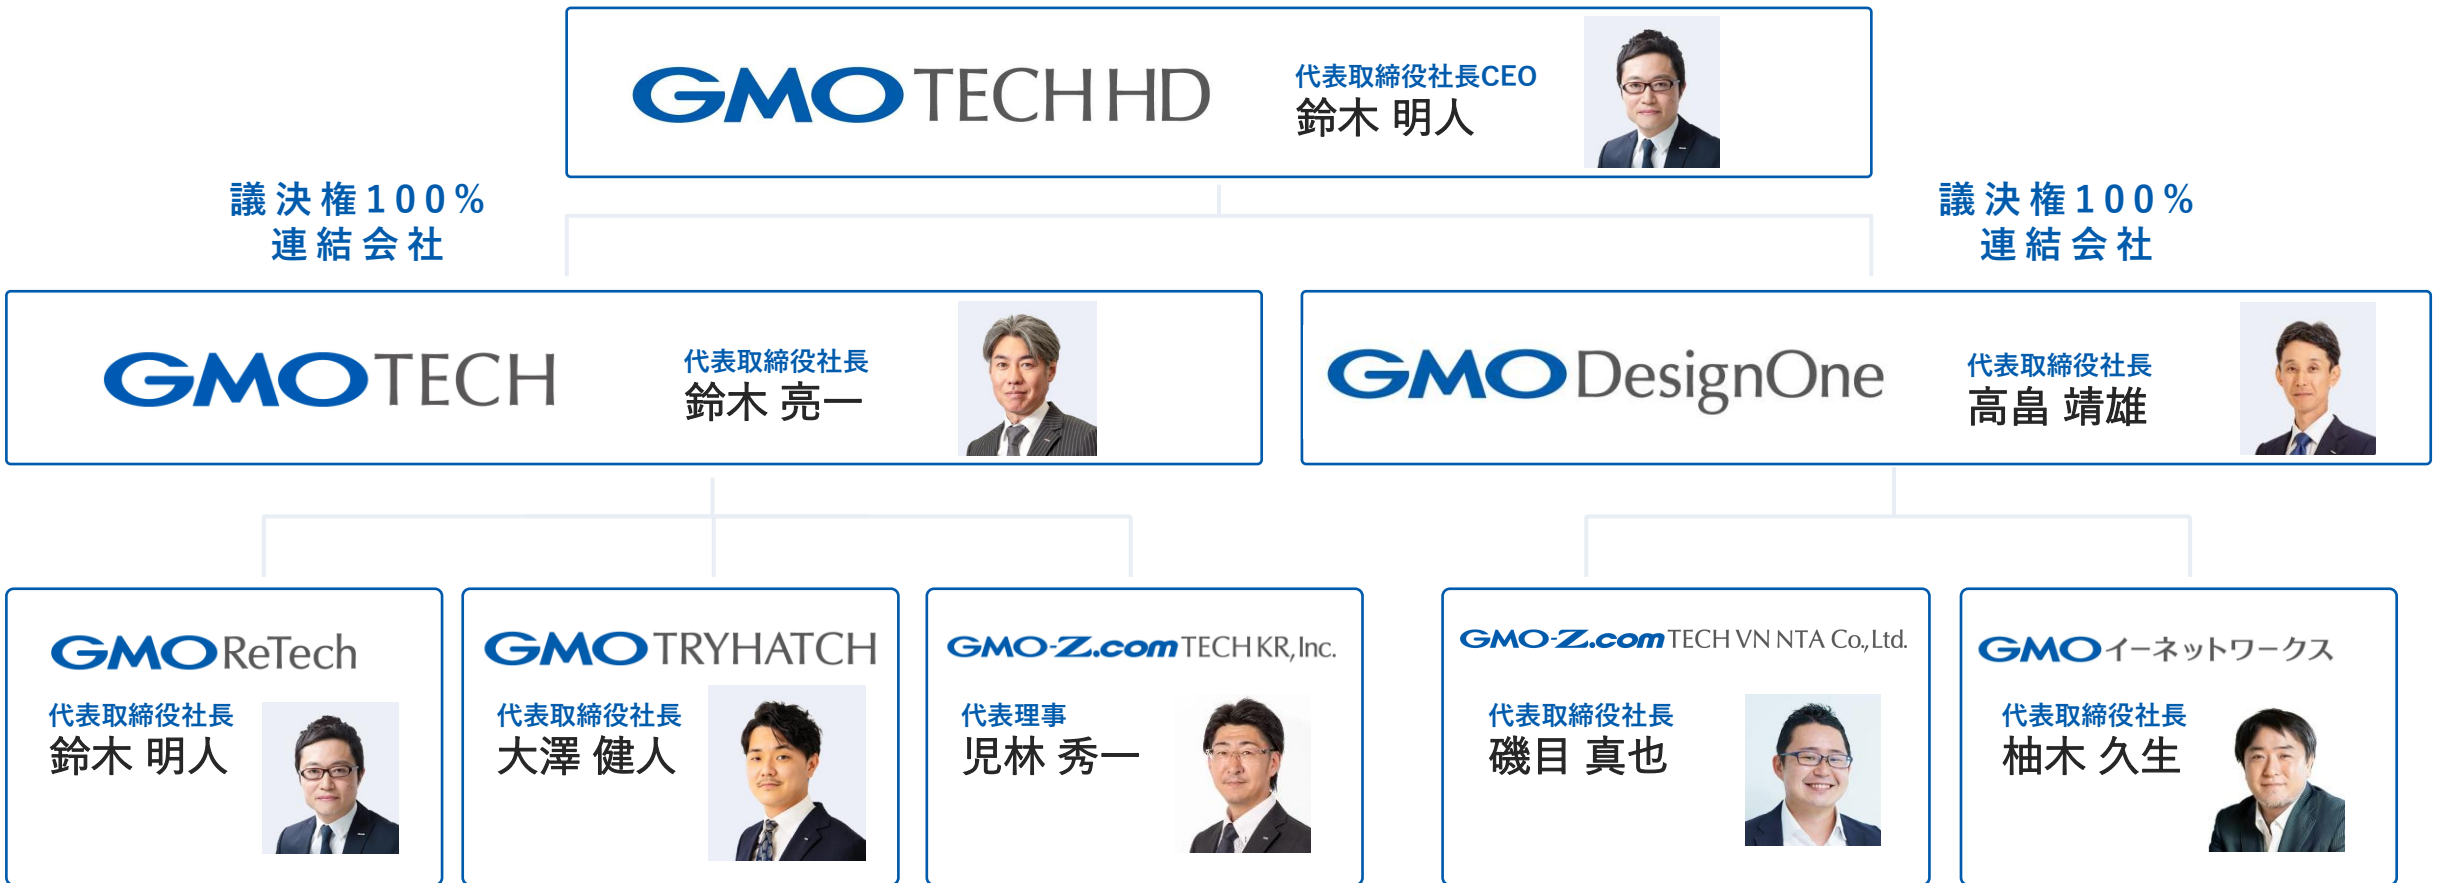 GMO TECH HD
代表取締役社長CEO
鈴木 明人
議決権100%
連結会社
議決権100%
連結会社
GMO TECH
代表取締役社長
鈴木 亮一
GMO DesignOne
代表取締役社長
高畠 靖雄
GMO ReTech
代表取締役社長
鈴木 明人
GMO TRYHATCH
代表取締役社長
大澤 健人
GMO-Z.com TECH KR, Inc.
代表理事
児林 秀一
GMO-Z.com TECH VN NTA Co., Ltd.
代表取締役社長
磯目 真也
GMO イーネットワークス
代表取締役社長
柚木 久生